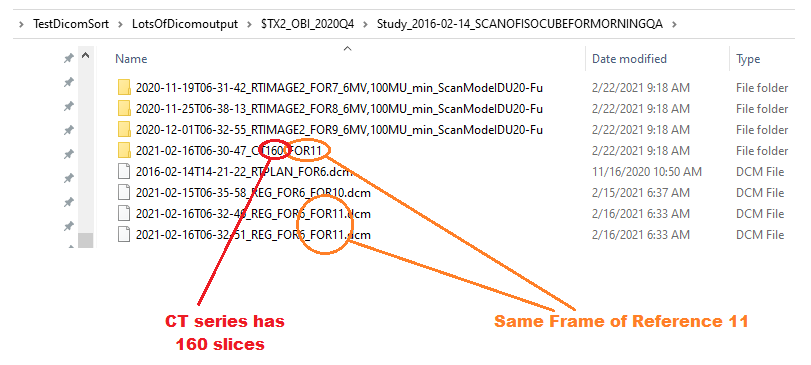 TestDicomSort > LotsOfDicomoutput > $TX2_OBI_2020Q4 > Study_2016-02-14_SCANOFISOCUBEFORMORNINGQA >
Name Date modified Type
2020-11-19T06-31-42_RTIMAGE2_FOR7_6MV,100MU_min_ScanModelDU20-Fu 2/22/2021 9:18 AM File folder
2020-11-25T06-38-13_RTIMAGE2_FOR8_6MV,100MU_min_ScanModelDU20-Fu 2/22/2021 9:18 AM File folder
2020-12-01T06-32-55_RTIMAGE2_FOR9_6MV,100MU_min_ScanModelDU20-Fu 2/22/2021 9:18 AM File folder
2021-02-16T06-30-47_CT160_FOR11 2/22/2021 9:18 AM File folder
2016-02-14T14-21-22_RTPLAN_FOR6.dcm 11/16/2020 10:50 AM DCM File
2021-02-15T06-35-58_REG_FOR6_FOR10.dcm 2/15/2021 6:37 AM DCM File
2021-02-16T06-32-48_REG_FOR6_FOR11.dcm 2/16/2021 6:33 AM DCM File
2021-02-16T06-32-51_REG_FOR6_FOR11.dcm 2/16/2021 6:33 AM DCM File
CT series has
160 slices
Same Frame of Reference 11